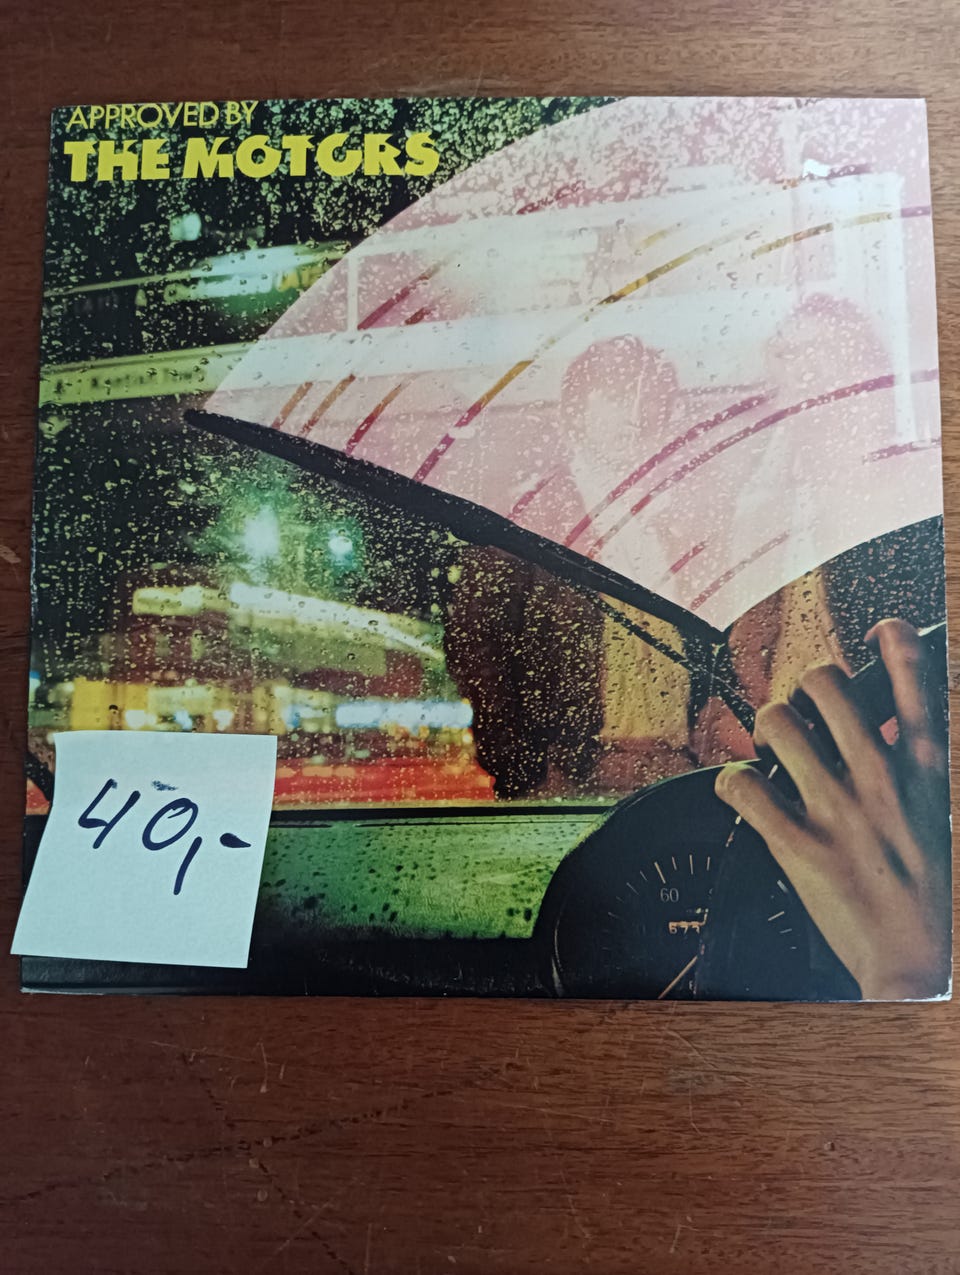 APPROVED BY
THE MOTORS
40,-
60